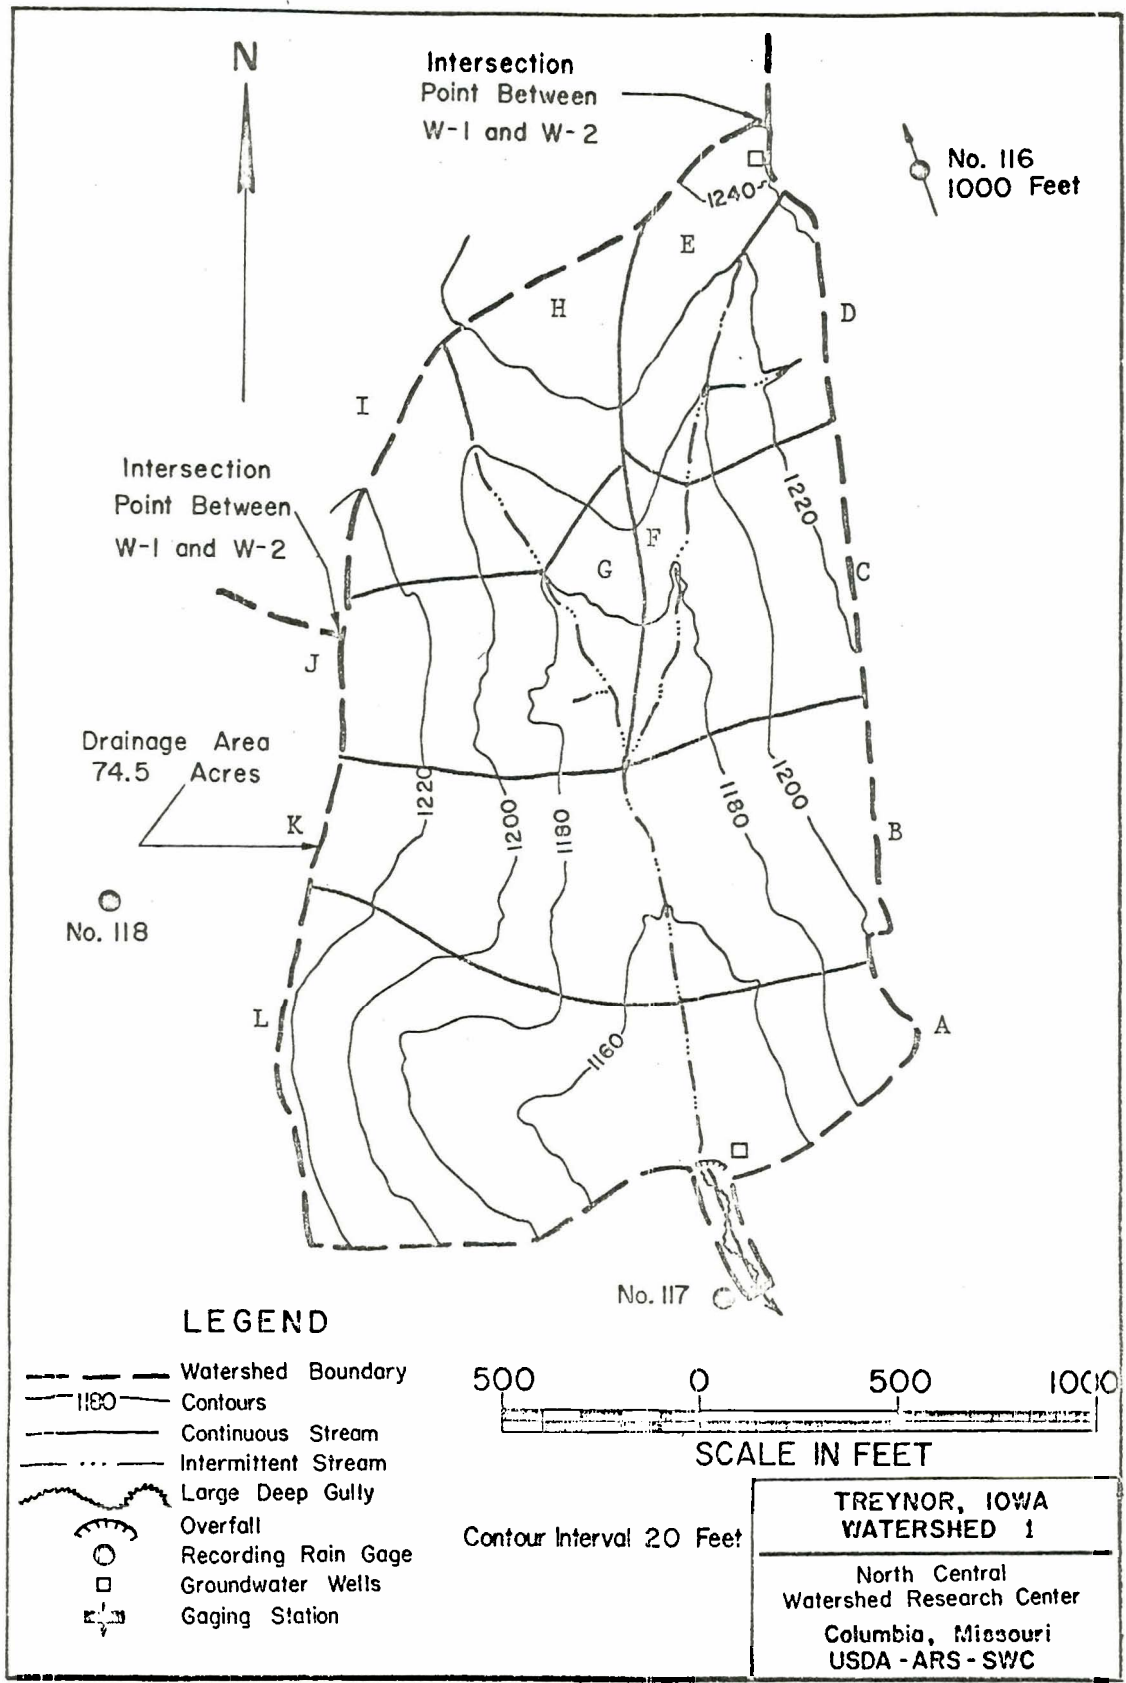 N
Intersection
Point Between
W-1 and W-2
No. 116
1000 Feet
1240
E
H
D
I
Intersection
Point Between
W-1 and W-2
1220
F
G
C
J
Drainage Area
74.5 Acres
1220
1200
1180
1180
1200
K
B
No. 118
L
A
1160
No. 117
LEGEND
Watershed Boundary
1180 Contours
Continuous Stream
Intermittent Stream
Large Deep Gully
Overfall
Recording Rain Gage
Groundwater Wells
Gaging Station
500 0 500 1000
SCALE IN FEET
Contour Interval 20 Feet
TREYNOR, IOWA
WATERSHED 1
North Central
Watershed Research Center
Columbia, Missouri
USDA - ARS - SWC